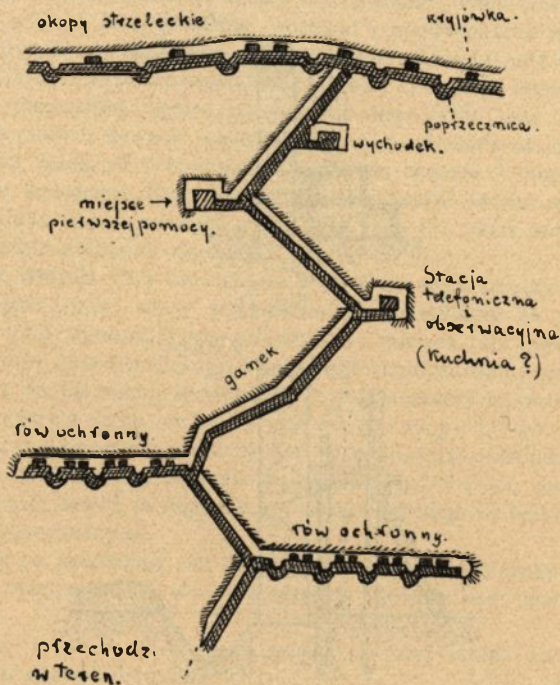 okopy strzeleckie
kryjówka.
poprzecznica.
wychodek.
miejsce
pierwszej pomocy.
Stacja
telefoniczna
i
obserwacyjna
(Kuchnia?)
ganek
rów ochronny
rów ochronny.
przechodzi
w teren.